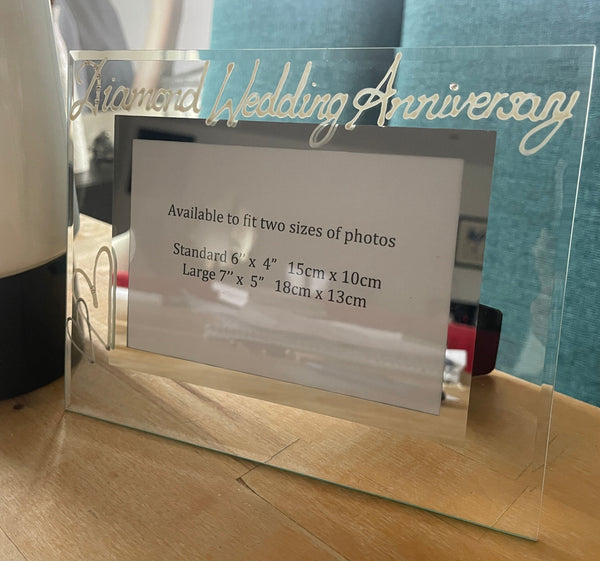 Diamond Wedding Anniversary
Available to fit two sizes of photos
Standard 6” x 4” 15cm x 10cm
Large 7” x 5” 18cm x 13cm